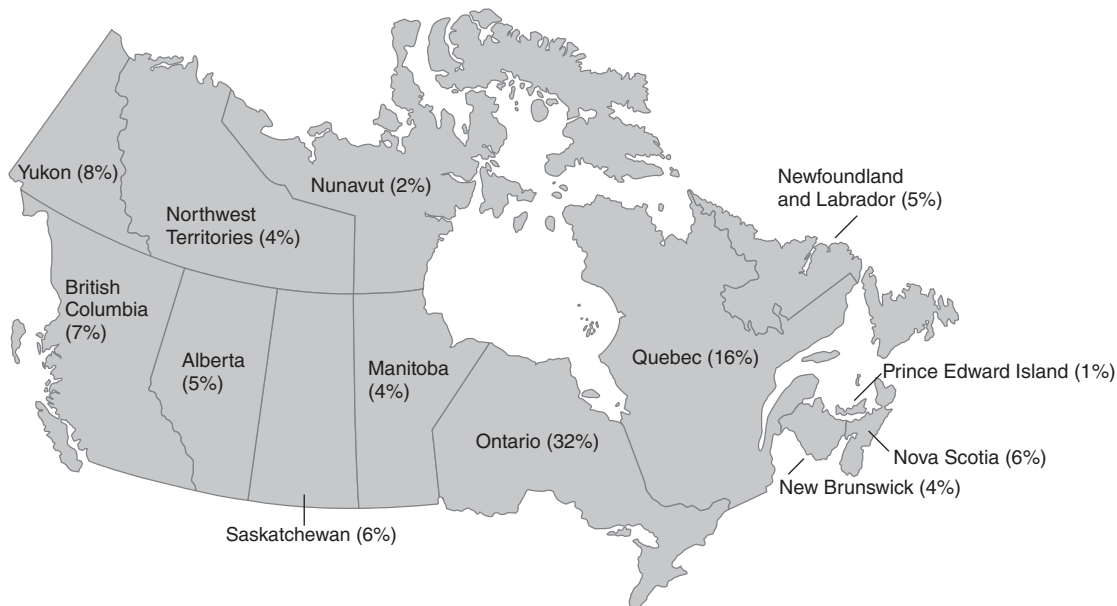 Yukon (8%)
Nunavut (2%)
Northwest
Territories (4%)
Newfoundland
and Labrador (5%)
British
Columbia
(7%)
Alberta
(5%)
Manitoba
(4%)
Quebec (16%)
Prince Edward Island (1%)
Ontario (32%)
Nova Scotia (6%)
New Brunswick (4%)
Saskatchewan (6%)